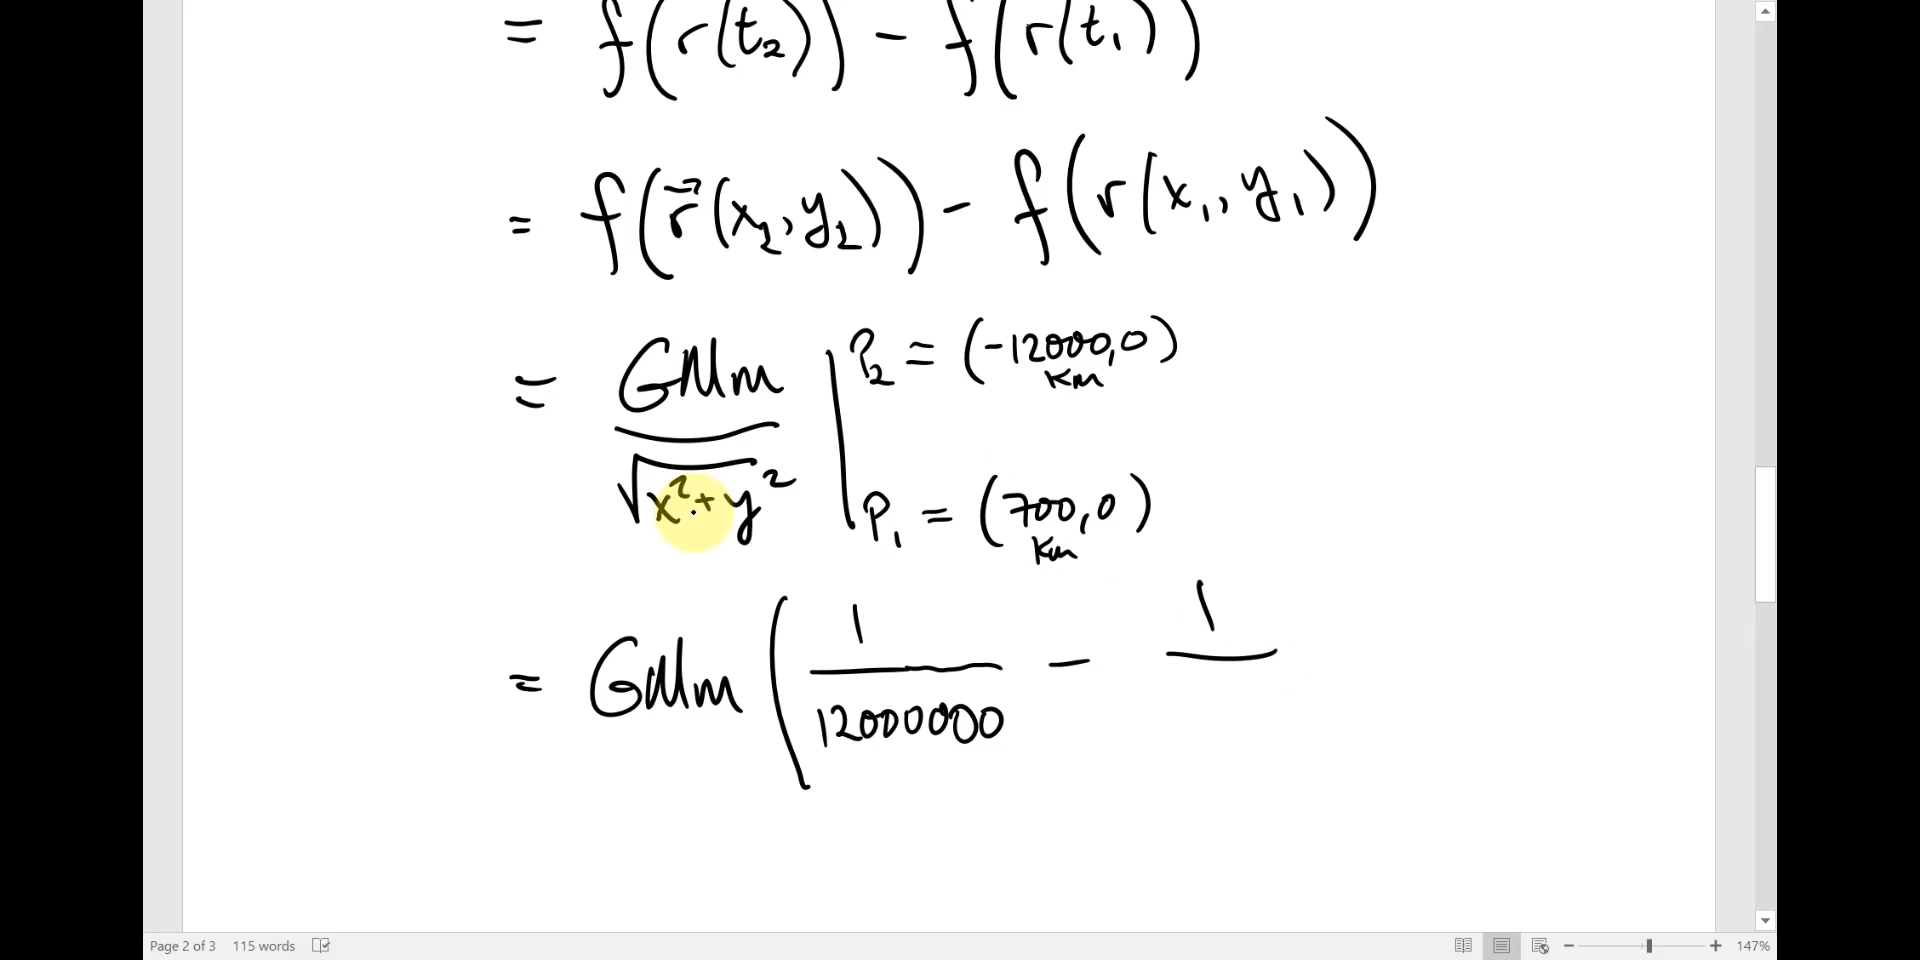 = f(r(t₂)) - f(r(t₁))
= f(r⃗(x₂,y₂)) - f(r(x₁,y₁))
= GMm / √x²+y² | P₂ = (-12000,0) km
P₁ = (700,0) km
= GMm ( 1/12000000 - 1/
Page 2 of 3 115 words 147%